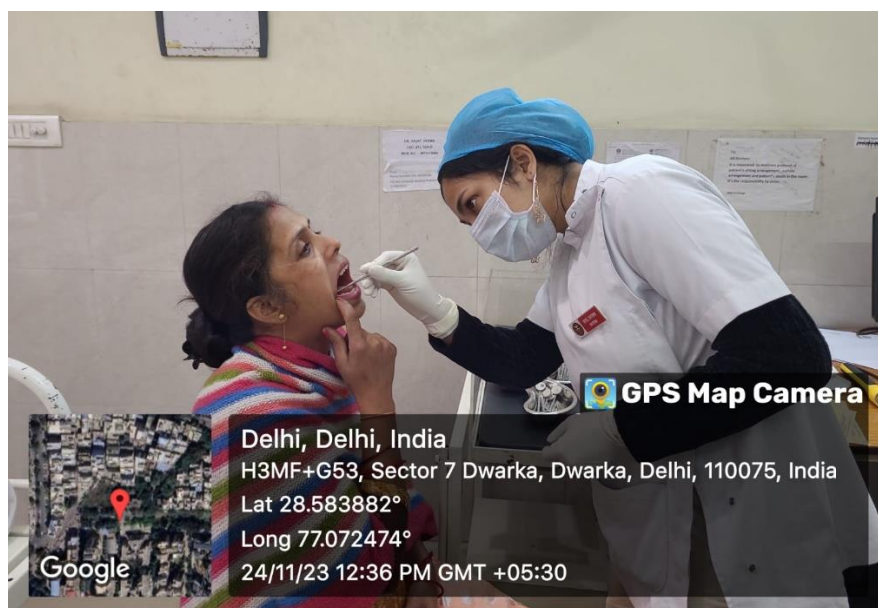 GPS Map Camera
Delhi, Delhi, India
H3MF+G53, Sector 7 Dwarka, Dwarka, Delhi, 110075, India
Lat 28.583882°
Long 77.072474°
24/11/23 12:36 PM GMT +05:30
Google